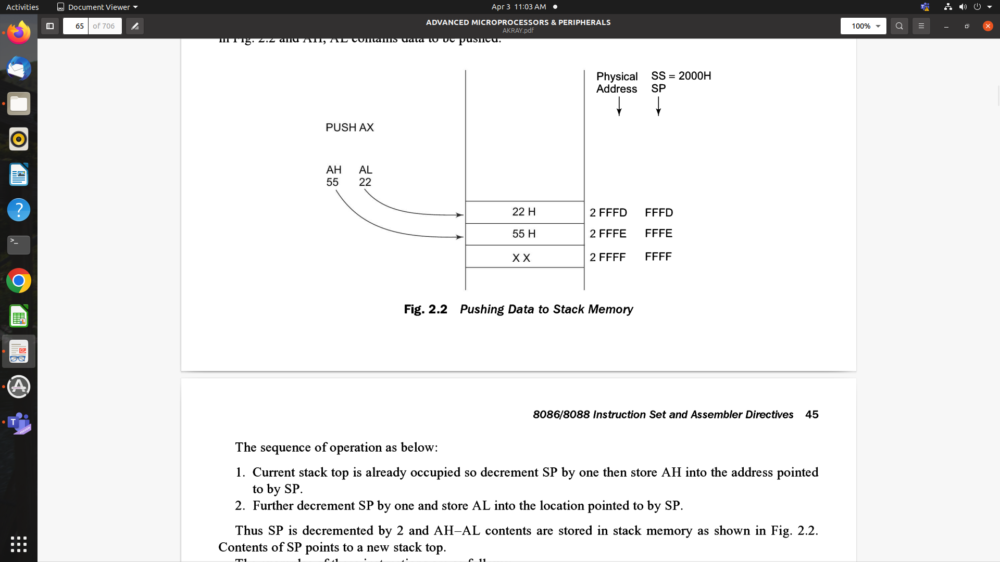 Activities
Document Viewer
Apr 3 11:03 AM
65 of 706
ADVANCED MICROPROCESSORS & PERIPHERALS
AKRAY.pdf
100%
in Fig. 2.2 and AH, AL contains data to be pushed.
Physical SS = 2000H
Address SP
PUSH AX
AH AL
55 22
22 H 2 FFFD FFFD
55 H 2 FFFE FFFE
X X 2 FFFF FFFF
Fig. 2.2 Pushing Data to Stack Memory
8086/8088 Instruction Set and Assembler Directives 45
The sequence of operation as below:
1. Current stack top is already occupied so decrement SP by one then store AH into the address pointed
to by SP.
2. Further decrement SP by one and store AL into the location pointed to by SP.
Thus SP is decremented by 2 and AH–AL contents are stored in stack memory as shown in Fig. 2.2.
Contents of SP points to a new stack top.